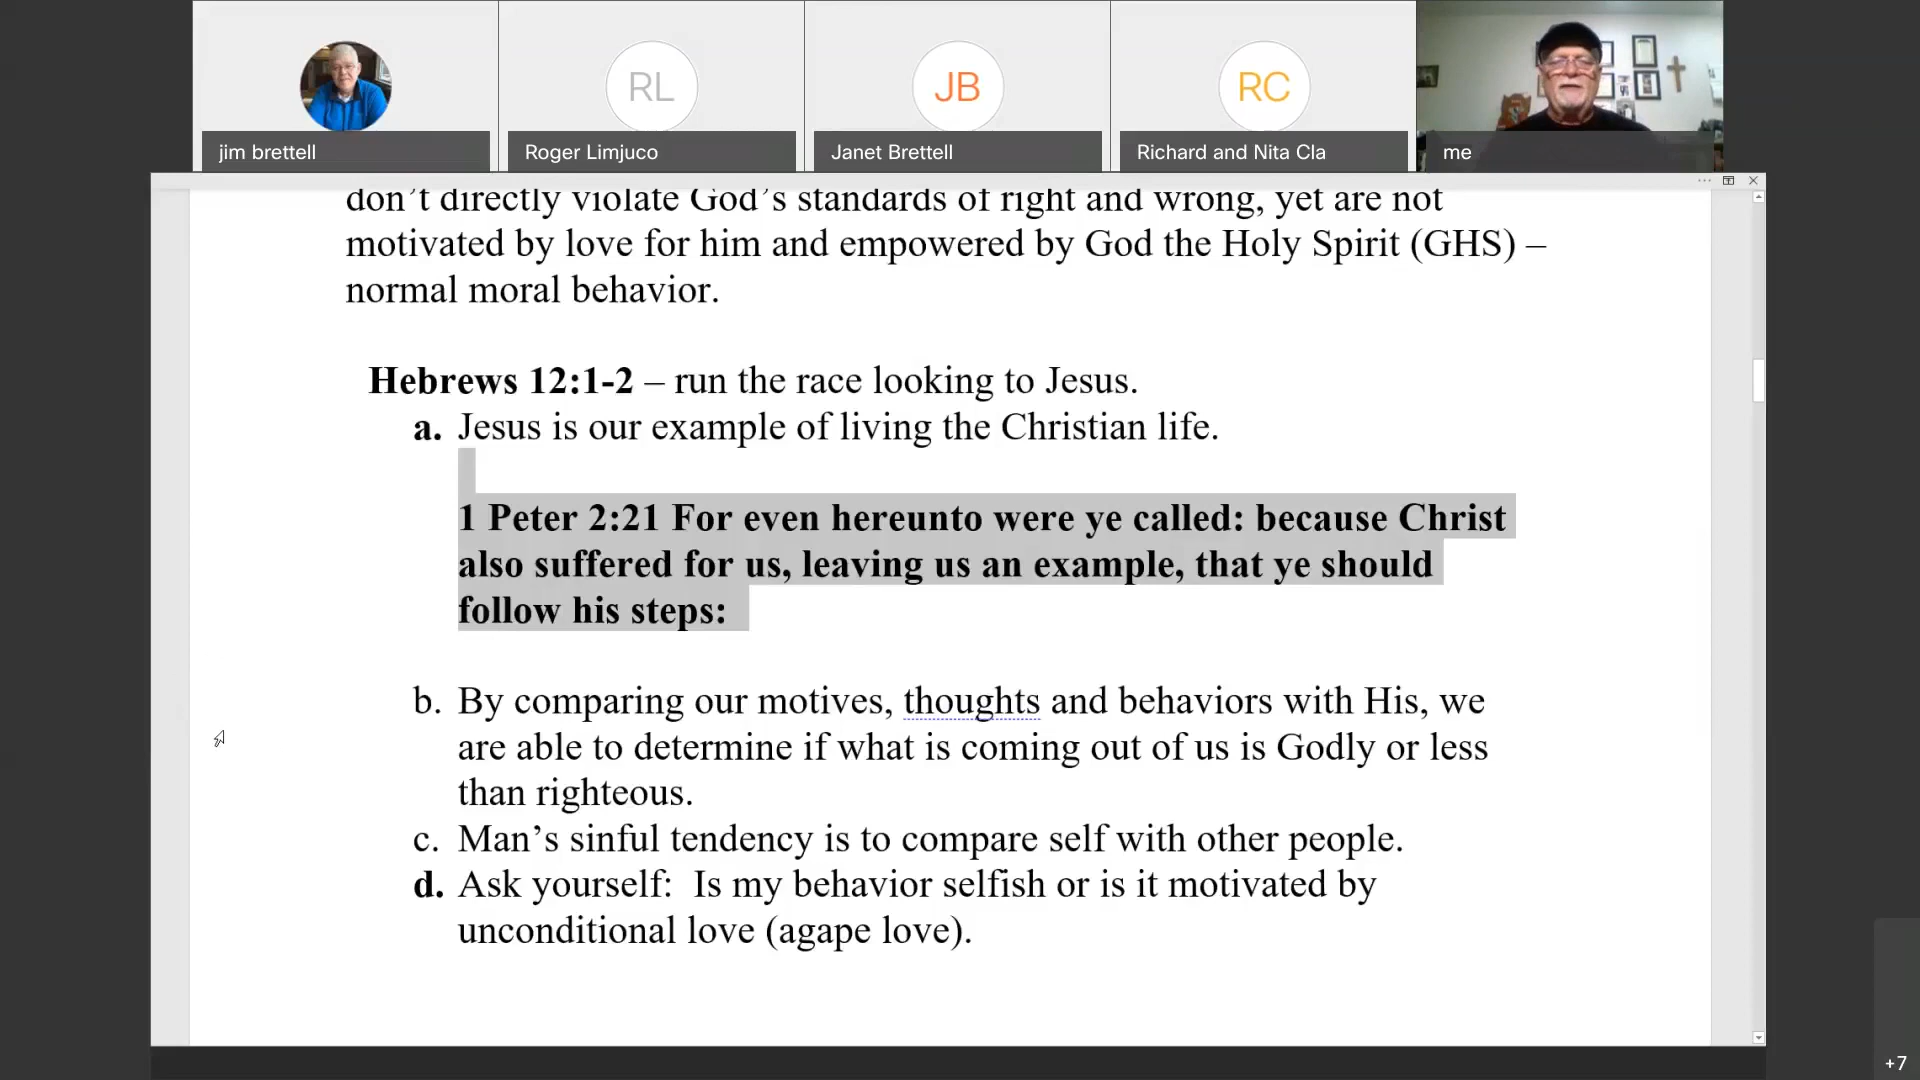 RL
JB
RC
jim brettell
Roger Limjuco
Janet Brettell
Richard and Nita Cla
me
don’t directly violate God’s standards of right and wrong, yet are not
motivated by love for him and empowered by God the Holy Spirit (GHS) –
normal moral behavior.
Hebrews 12:1-2 – run the race looking to Jesus.
a. Jesus is our example of living the Christian life.
1 Peter 2:21 For even hereunto were ye called: because Christ
also suffered for us, leaving us an example, that ye should
follow his steps:
b. By comparing our motives, thoughts and behaviors with His, we
are able to determine if what is coming out of us is Godly or less
than righteous.
c. Man’s sinful tendency is to compare self with other people.
d. Ask yourself:  Is my behavior selfish or is it motivated by
unconditional love (agape love).
+7